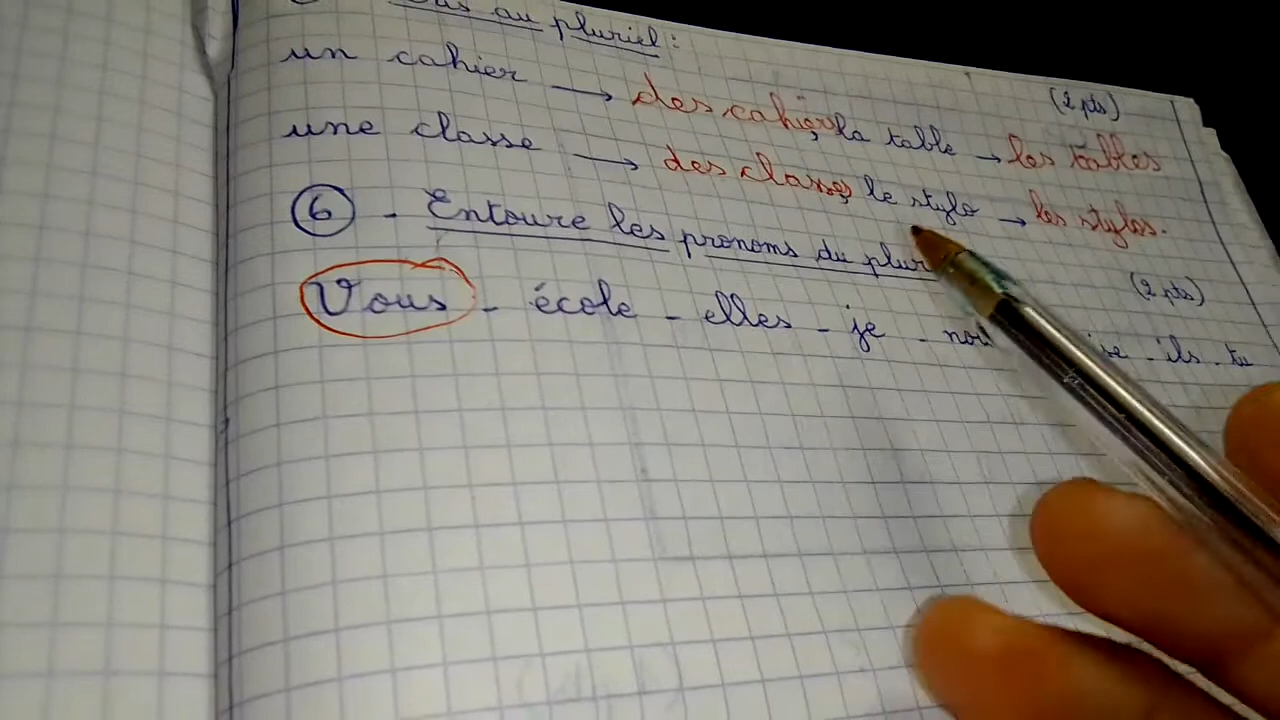 au pluriel:
(2 pts)
un cahier → des cahiers la table → les tables
une classe → des classes le stylo → les stylos.
6 - Entoure les pronoms du plur
(2 pts)
Vous - école - elles - je - nou - ils - tu